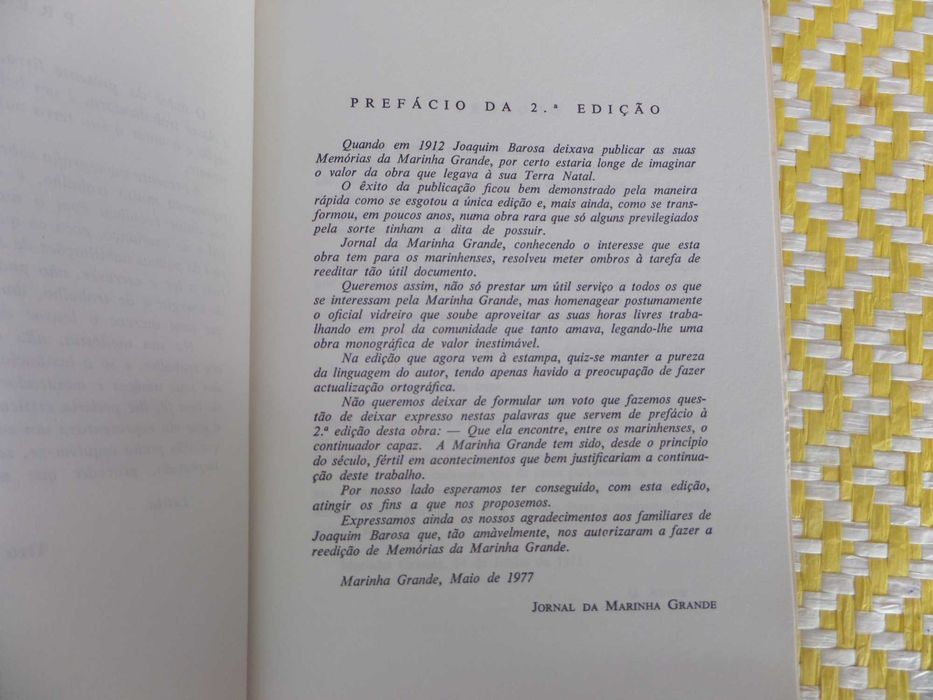 PREFÁCIO DA 2.ª EDIÇÃO
Quando em 1912 Joaquim Barosa deixava publicar as suas
Memórias da Marinha Grande, por certo estaria longe de imaginar
o valor da obra que legava à sua Terra Natal.
O êxito da publicação ficou bem demonstrado pela maneira
rápida como se esgotou a única edição e, mais ainda, como se trans-
formou, em poucos anos, numa obra rara que só alguns previlegiados
pela sorte tinham a dita de possuir.
Jornal da Marinha Grande, conhecendo o interesse que esta
obra tem para os marinhenses, resolveu meter ombros à tarefa de
reeditar tão útil documento.
Queremos assim, não só prestar um útil serviço a todos os que
se interessam pela Marinha Grande, mas homenagear postumamente
o oficial vidreiro que soube aproveitar as suas horas livres traba-
lhando em prol da comunidade que tanto amava, legando-lhe uma
obra monográfica de valor inestimável.
Na edição que agora vem à estampa, quiz-se manter a pureza
da linguagem do autor, tendo apenas havido a preocupação de fazer
actualização ortográfica.
Não queremos deixar de formular um voto que fazemos ques-
tão de deixar expresso nestas palavras que servem de prefácio à
2.ª edição desta obra: — Que ela encontre, entre os marinhenses, o
continuador capaz. A Marinha Grande tem sido, desde o princípio
do século, fértil em acontecimentos que bem justificariam a continua-
ção deste trabalho.
Por nosso lado esperamos ter conseguido, com esta edição,
atingir os fins a que nos proposemos.
Expressamos ainda os nossos agradecimentos aos familiares de
Joaquim Barosa que, tão amàvelmente, nos autorizaram a fazer a
reedição de Memórias da Marinha Grande.
Marinha Grande, Maio de 1977
JORNAL DA MARINHA GRANDE